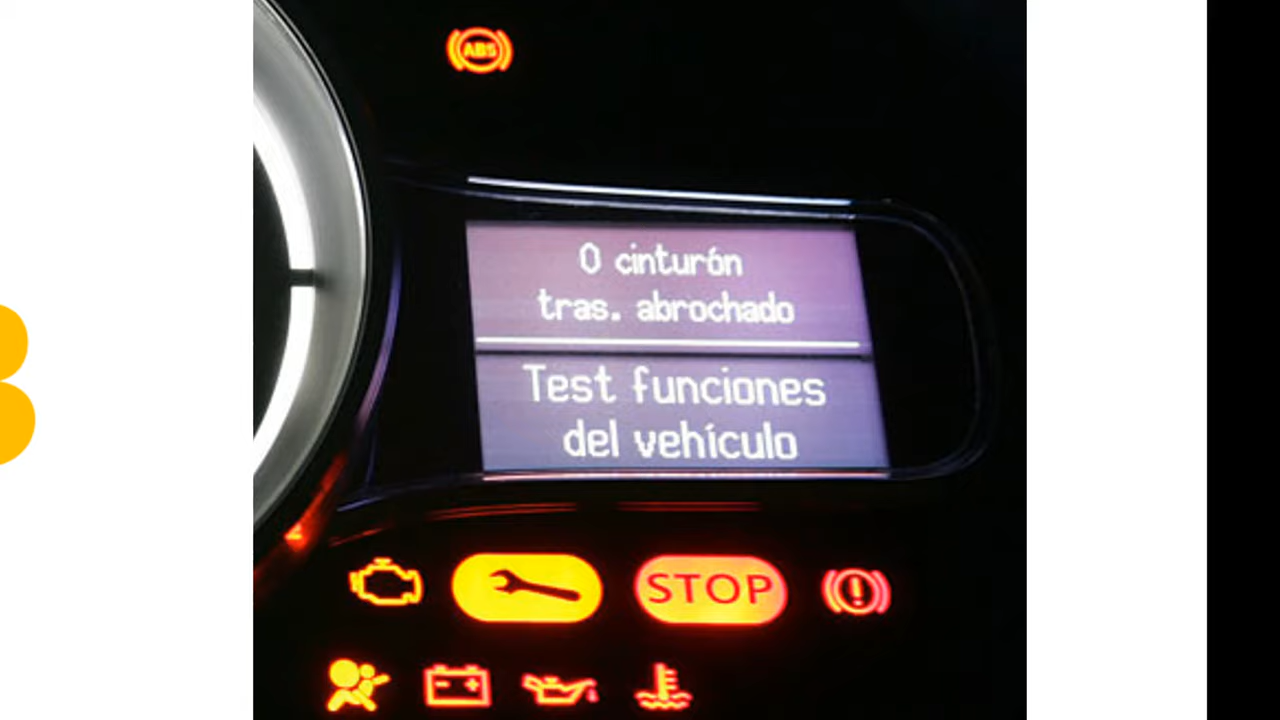 ABS
0 cinturón
tras. abrochado
Test funciones
del vehículo
STOP